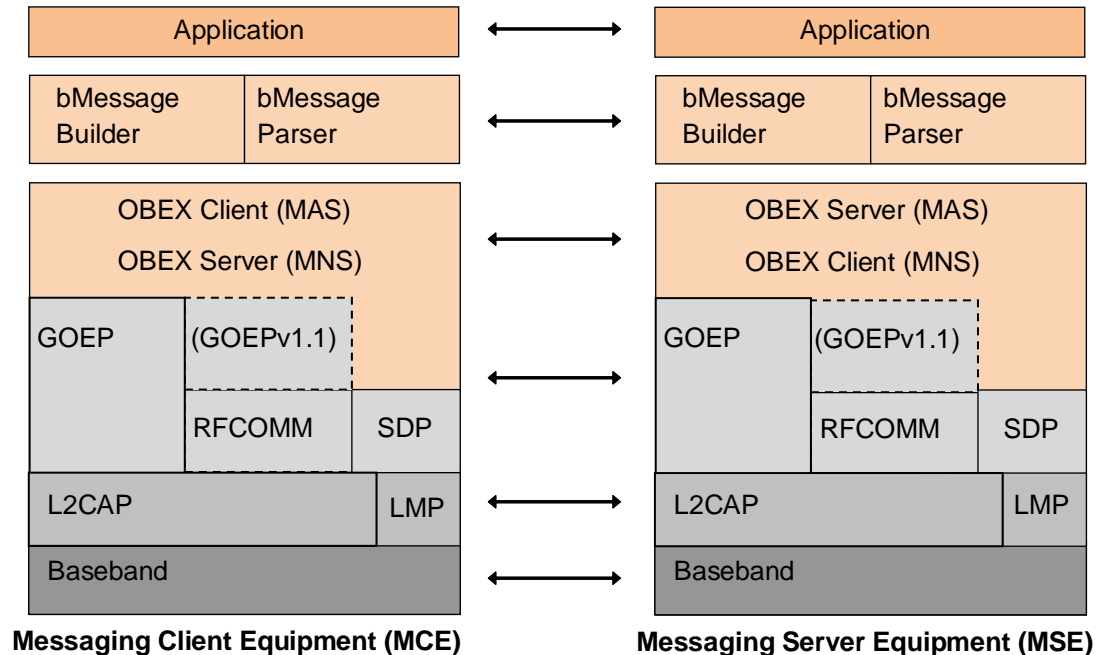 Application
bMessage
Builder
bMessage
Parser
OBEX Client (MAS)
OBEX Server (MNS)
GOEP
(GOEPv1.1)
RFCOMM
SDP
L2CAP
LMP
Baseband
Messaging Client Equipment (MCE)
Application
bMessage
Builder
bMessage
Parser
OBEX Server (MAS)
OBEX Client (MNS)
GOEP
(GOEPv1.1)
RFCOMM
SDP
L2CAP
LMP
Baseband
Messaging Server Equipment (MSE)